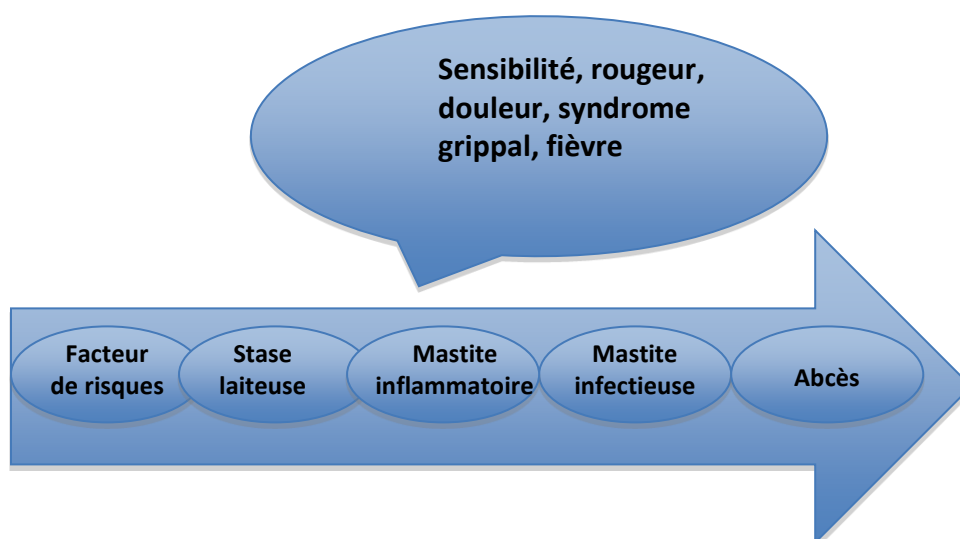 Sensibilité, rougeur,
douleur, syndrome
grippal, fièvre
Facteur
de risques
Stase
laiteuse
Mastite
inflammatoire
Mastite
infectieuse
Abcès